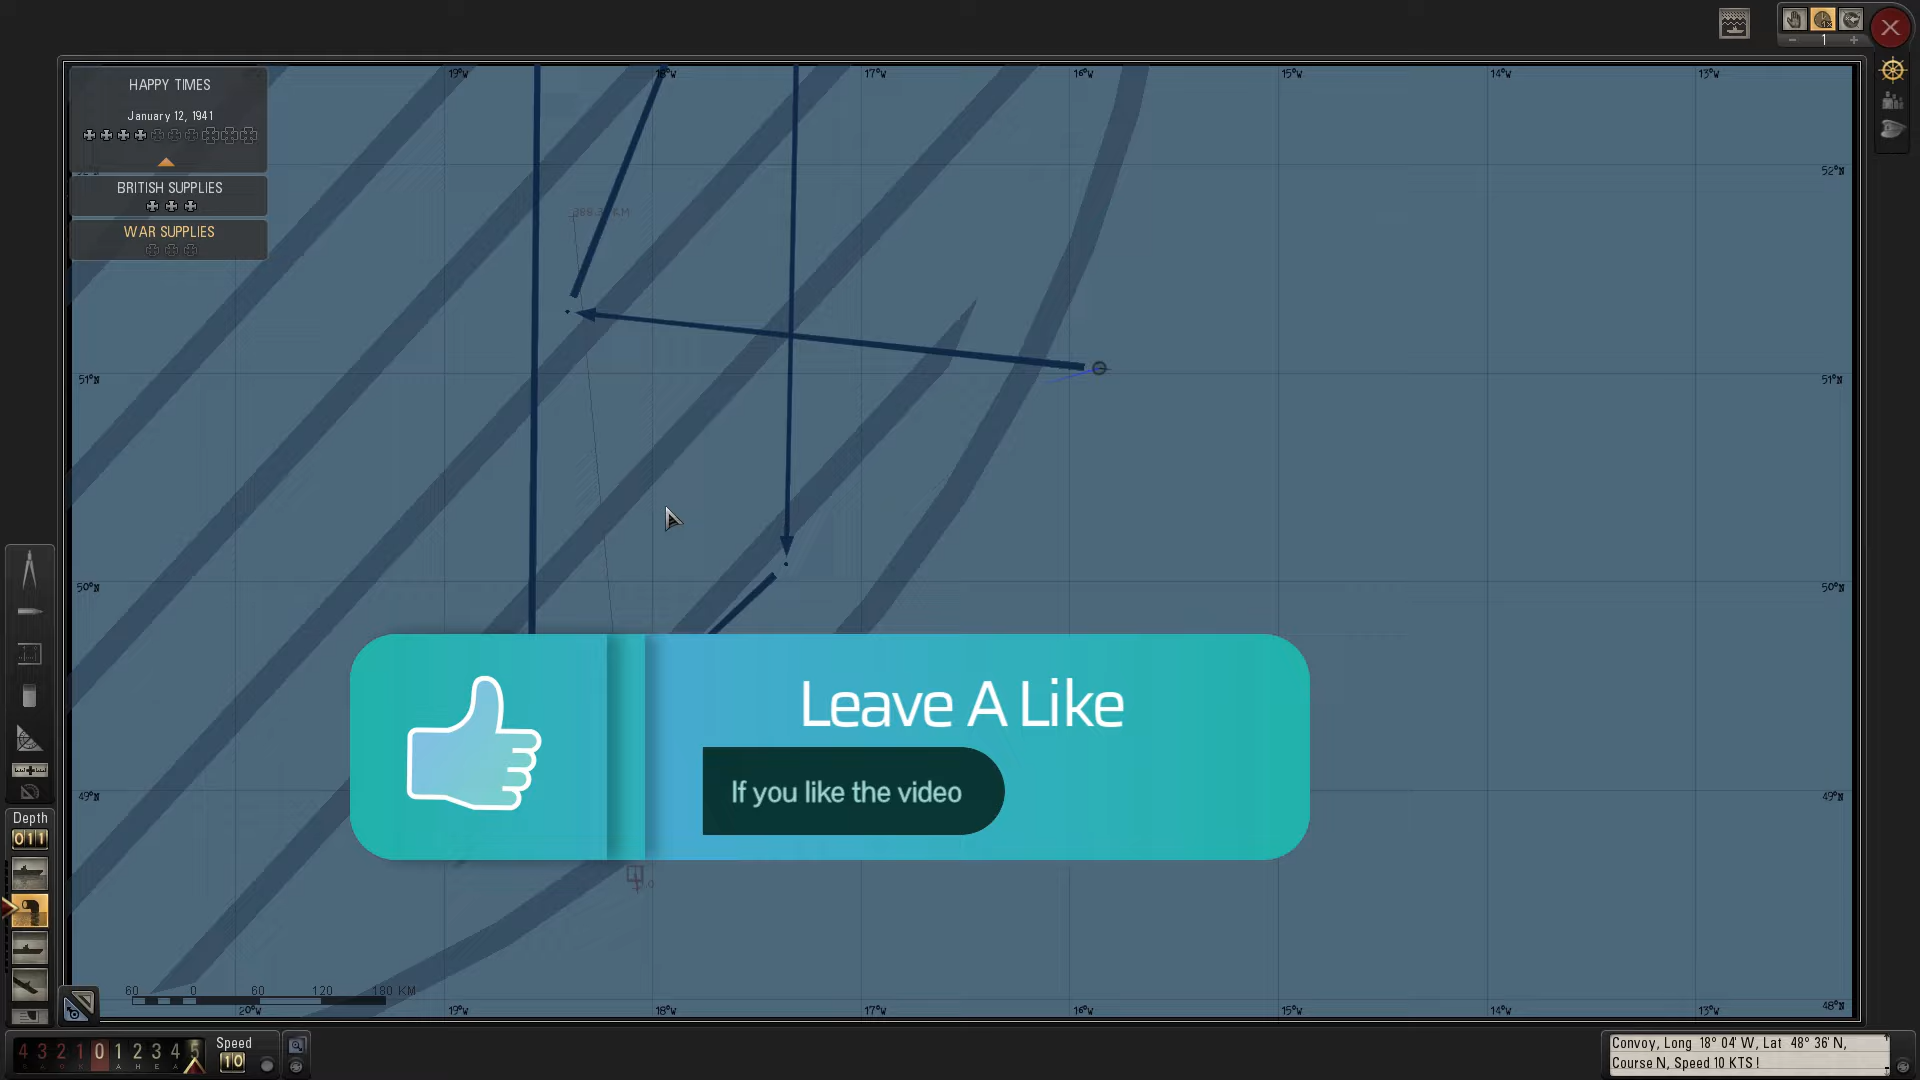 1
HAPPY TIMES
January 12, 1941
BRITISH SUPPLIES
WAR SUPPLIES
19°W
18°W
17°W
16°W
15°W
14°W
13°W
52°N
51°N
51°N
50°N
50°N
49°N
49°N
48°N
Leave A Like
If you like the video
Depth
011
60 0 60 120 180 KM
20°W
19°W
18°W
17°W
16°W
15°W
14°W
13°W
4 3 2 1 0 1 2 3 4 5
A H E A
Speed
10
Convoy, Long 18° 04' W, Lat 48° 36' N,
Course N, Speed 10 KTS !